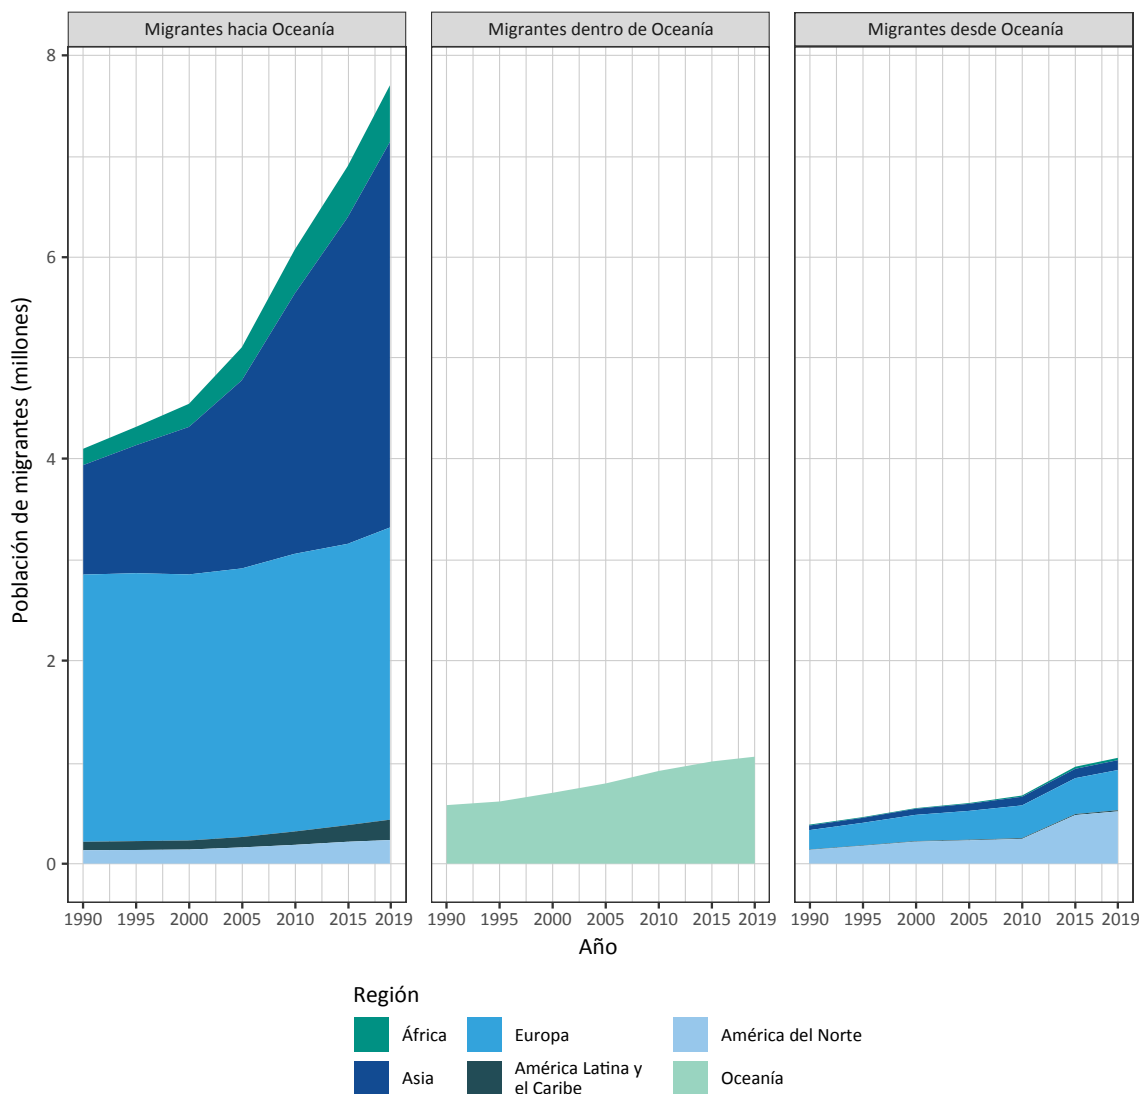 Migrantes hacia Oceanía
Migrantes dentro de Oceanía
Migrantes desde Oceanía
Población de migrantes (millones)
8
6
4
2
0
1990 1995 2000 2005 2010 2015 2019
1990 1995 2000 2005 2010 2015 2019
1990 1995 2000 2005 2010 2015 2019
Año
Región
África
Europa
América del Norte
Asia
América Latina y
el Caribe
Oceanía